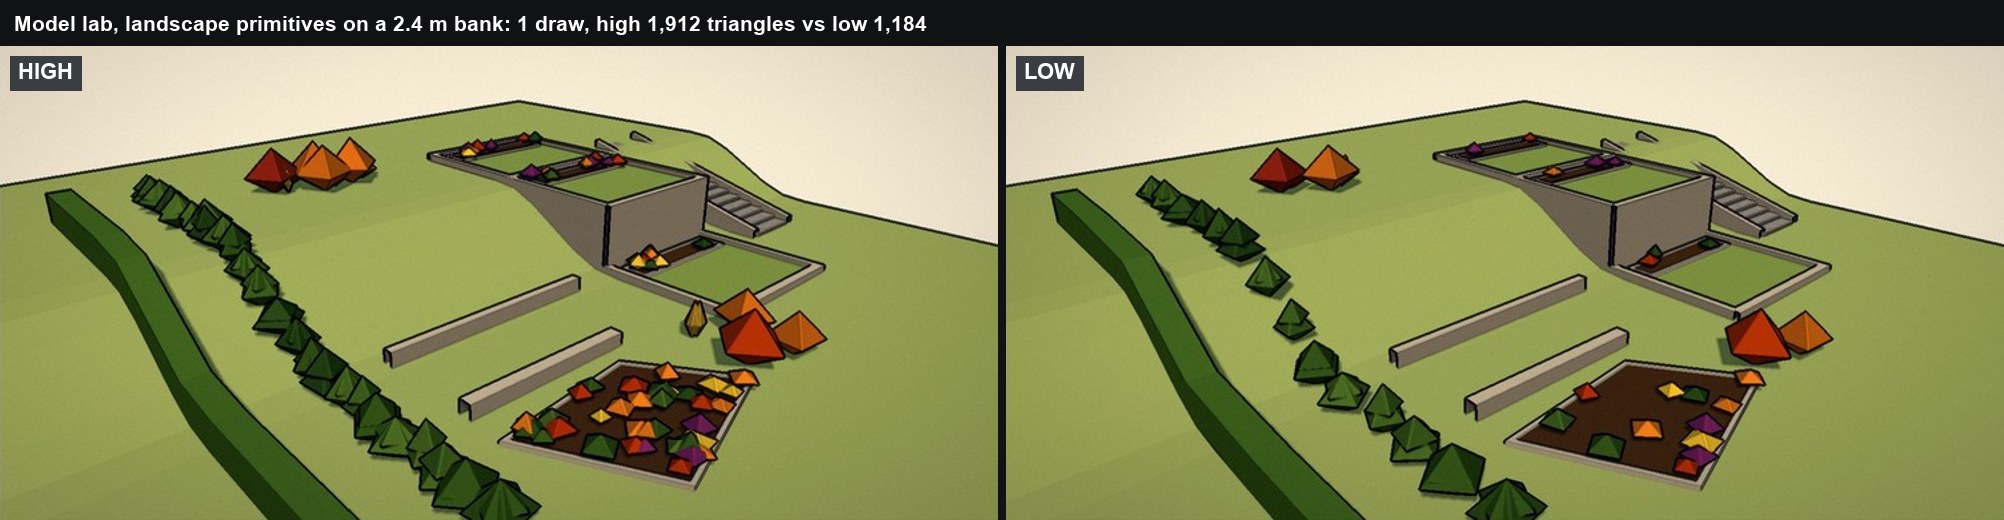 Model lab, landscape primitives on a 2.4 m bank: 1 draw, high 1,912 triangles vs low 1,184
HIGH
LOW